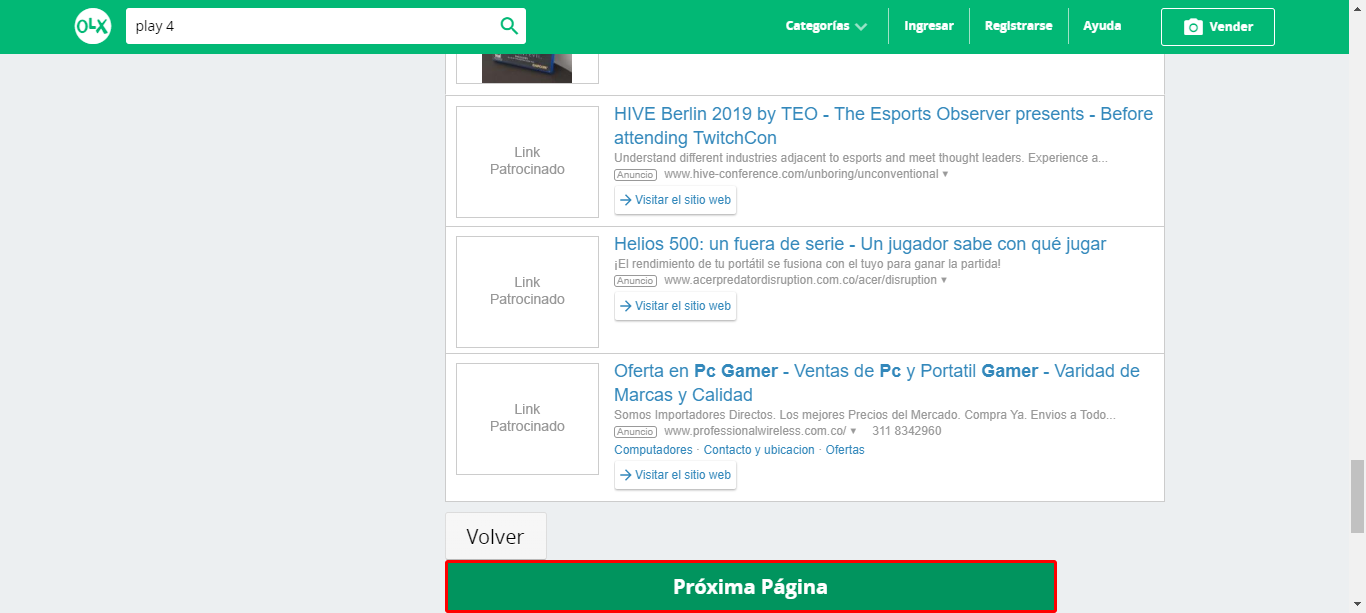 OLX play 4 Categorías Ingresar Registrarse Ayuda Vender
Link
Patrocinado
HIVE Berlin 2019 by TEO - The Esports Observer presents - Before
attending TwitchCon
Understand different industries adjacent to esports and meet thought leaders. Experience a...
Anuncio www.hive-conference.com/unboring/unconventional ▼
→ Visitar el sitio web
Link
Patrocinado
Helios 500: un fuera de serie - Un jugador sabe con qué jugar
¡El rendimiento de tu portátil se fusiona con el tuyo para ganar la partida!
Anuncio www.acerpredatordisruption.com.co/acer/disruption ▼
→ Visitar el sitio web
Link
Patrocinado
Oferta en Pc Gamer - Ventas de Pc y Portatil Gamer - Varidad de
Marcas y Calidad
Somos Importadores Directos. Los mejores Precios del Mercado. Compra Ya. Envios a Todo...
Anuncio www.professionalwireless.com.co/ ▼ 311 8342960
Computadores · Contacto y ubicacion · Ofertas
→ Visitar el sitio web
Volver
Próxima Página